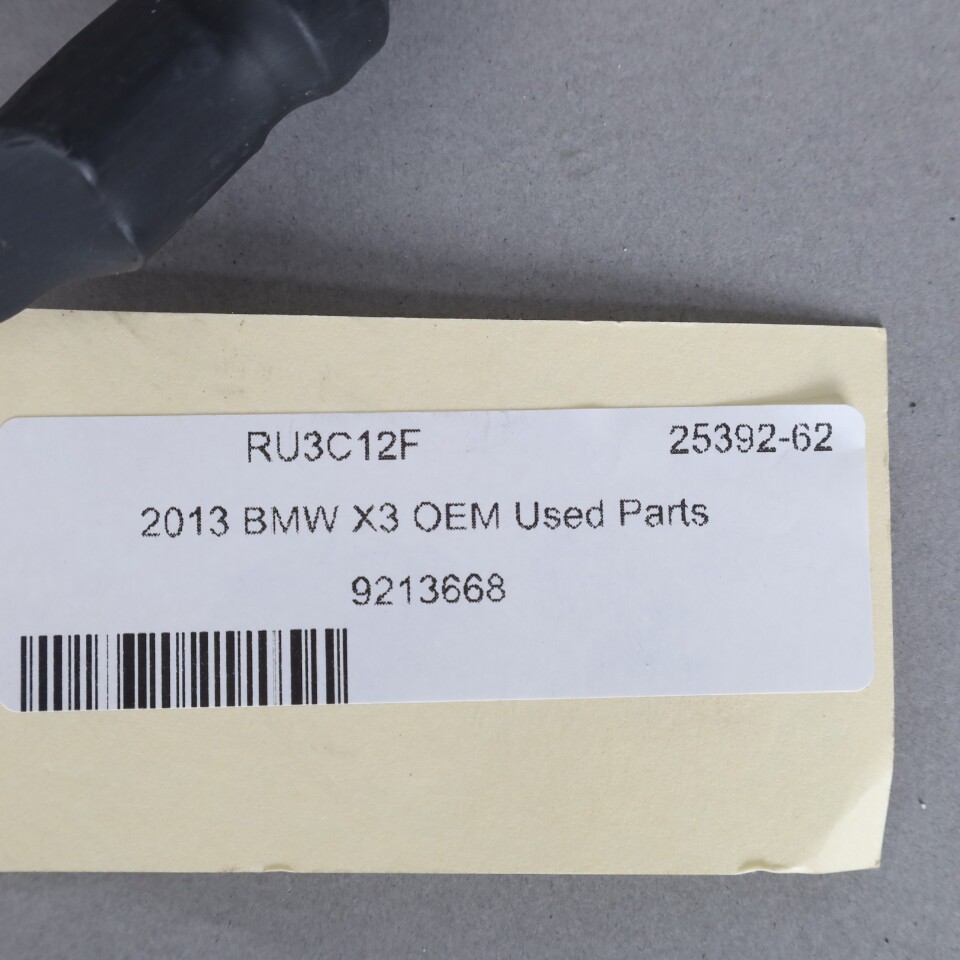 RU3C12F 25392-62
2013 BMW X3 OEM Used Parts
9213668